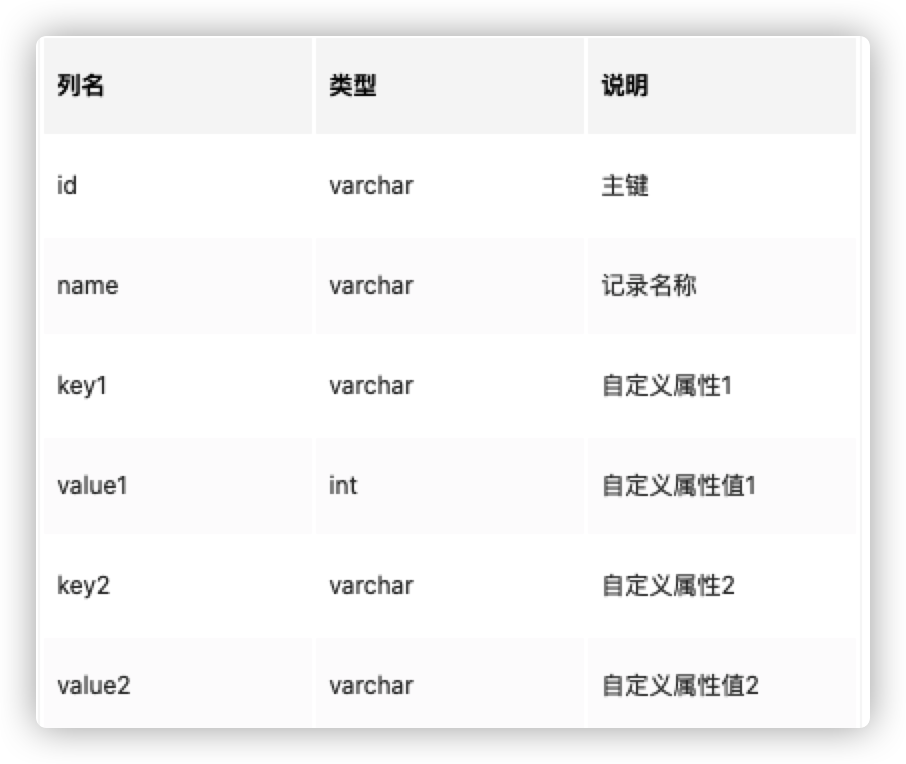 列名 类型 说明
id varchar 主键
name varchar 记录名称
key1 varchar 自定义属性1
value1 int 自定义属性值1
key2 varchar 自定义属性2
value2 varchar 自定义属性值2